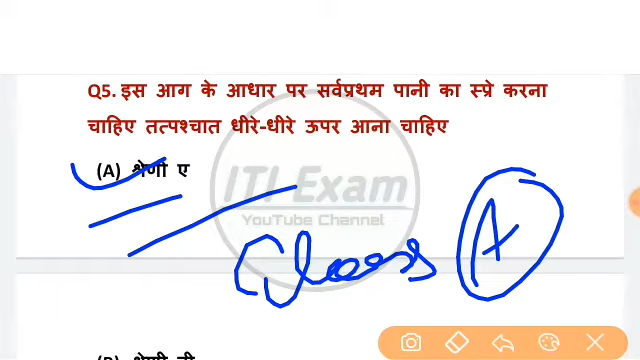 Q5. इस आग के आधार पर सर्वप्रथम पानी का स्प्रे करना
चाहिए तत्पश्चात धीरे-धीरे ऊपर आना चाहिए
(A) श्रेणी ए
ITI Exam
YouTube Channel
Class A
(B) श्रेणी बी